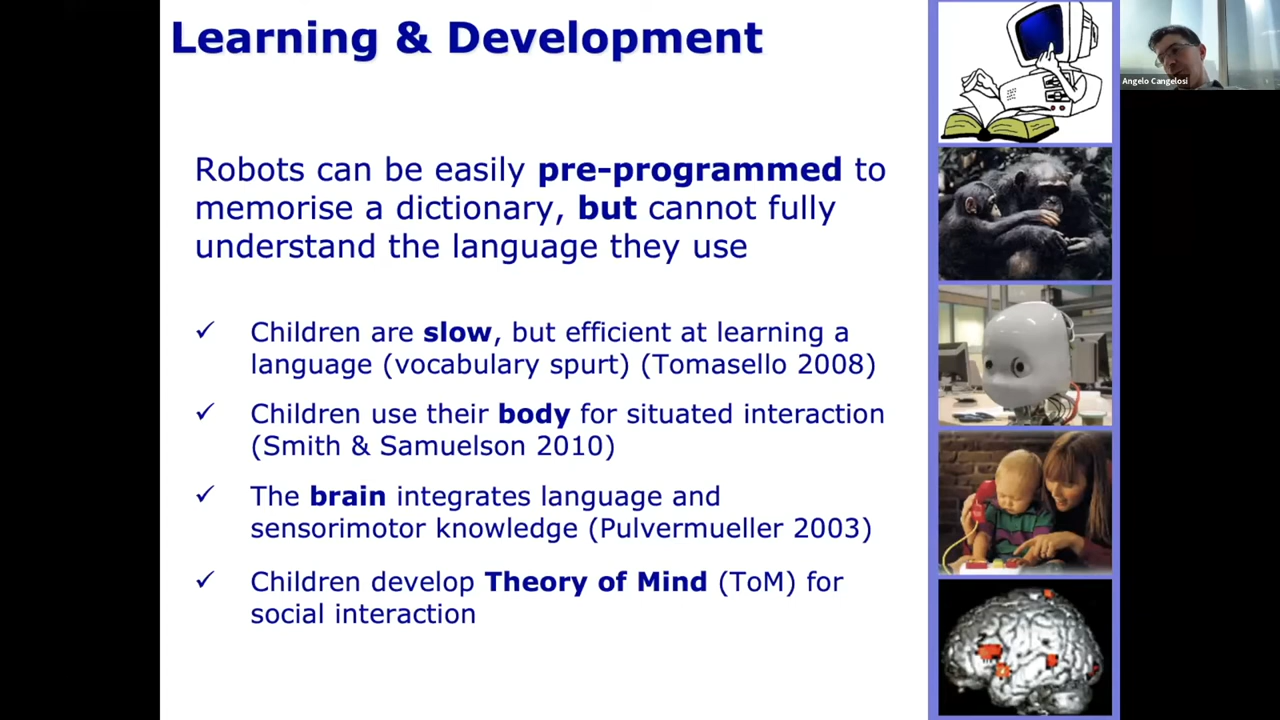 Learning & Development
Angelo Cangelosi
Robots can be easily pre-programmed to
memorise a dictionary, but cannot fully
understand the language they use
✓ Children are slow, but efficient at learning a
language (vocabulary spurt) (Tomasello 2008)
✓ Children use their body for situated interaction
(Smith & Samuelson 2010)
✓ The brain integrates language and
sensorimotor knowledge (Pulvermueller 2003)
✓ Children develop Theory of Mind (ToM) for
social interaction